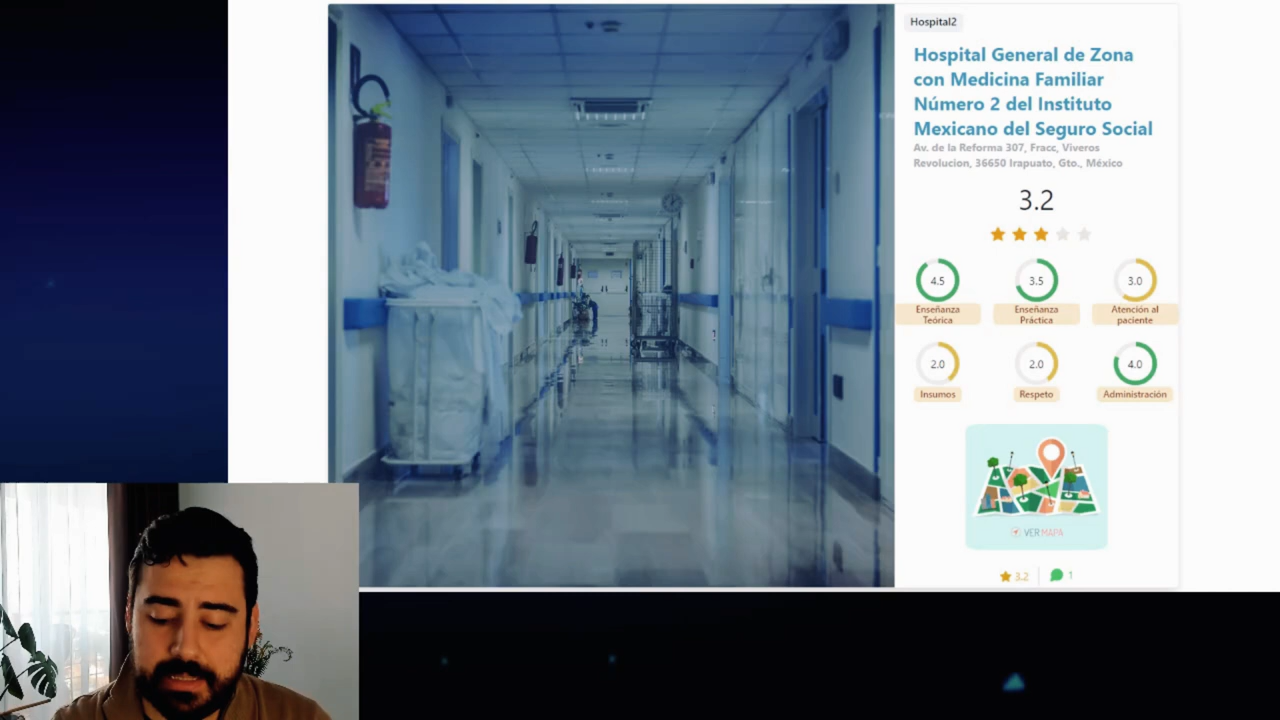 Hospital2
Hospital General de Zona
con Medicina Familiar
Número 2 del Instituto
Mexicano del Seguro Social
Av. de la Reforma 307, Fracc, Viveros
Revolucion, 36650 Irapuato, Gto., México
3.2
4.5
Enseñanza
Teórica
3.5
Enseñanza
Práctica
3.0
Atención al
paciente
2.0
Insumos
2.0
Respeto
4.0
Administración
VER MAPA
3.2
1